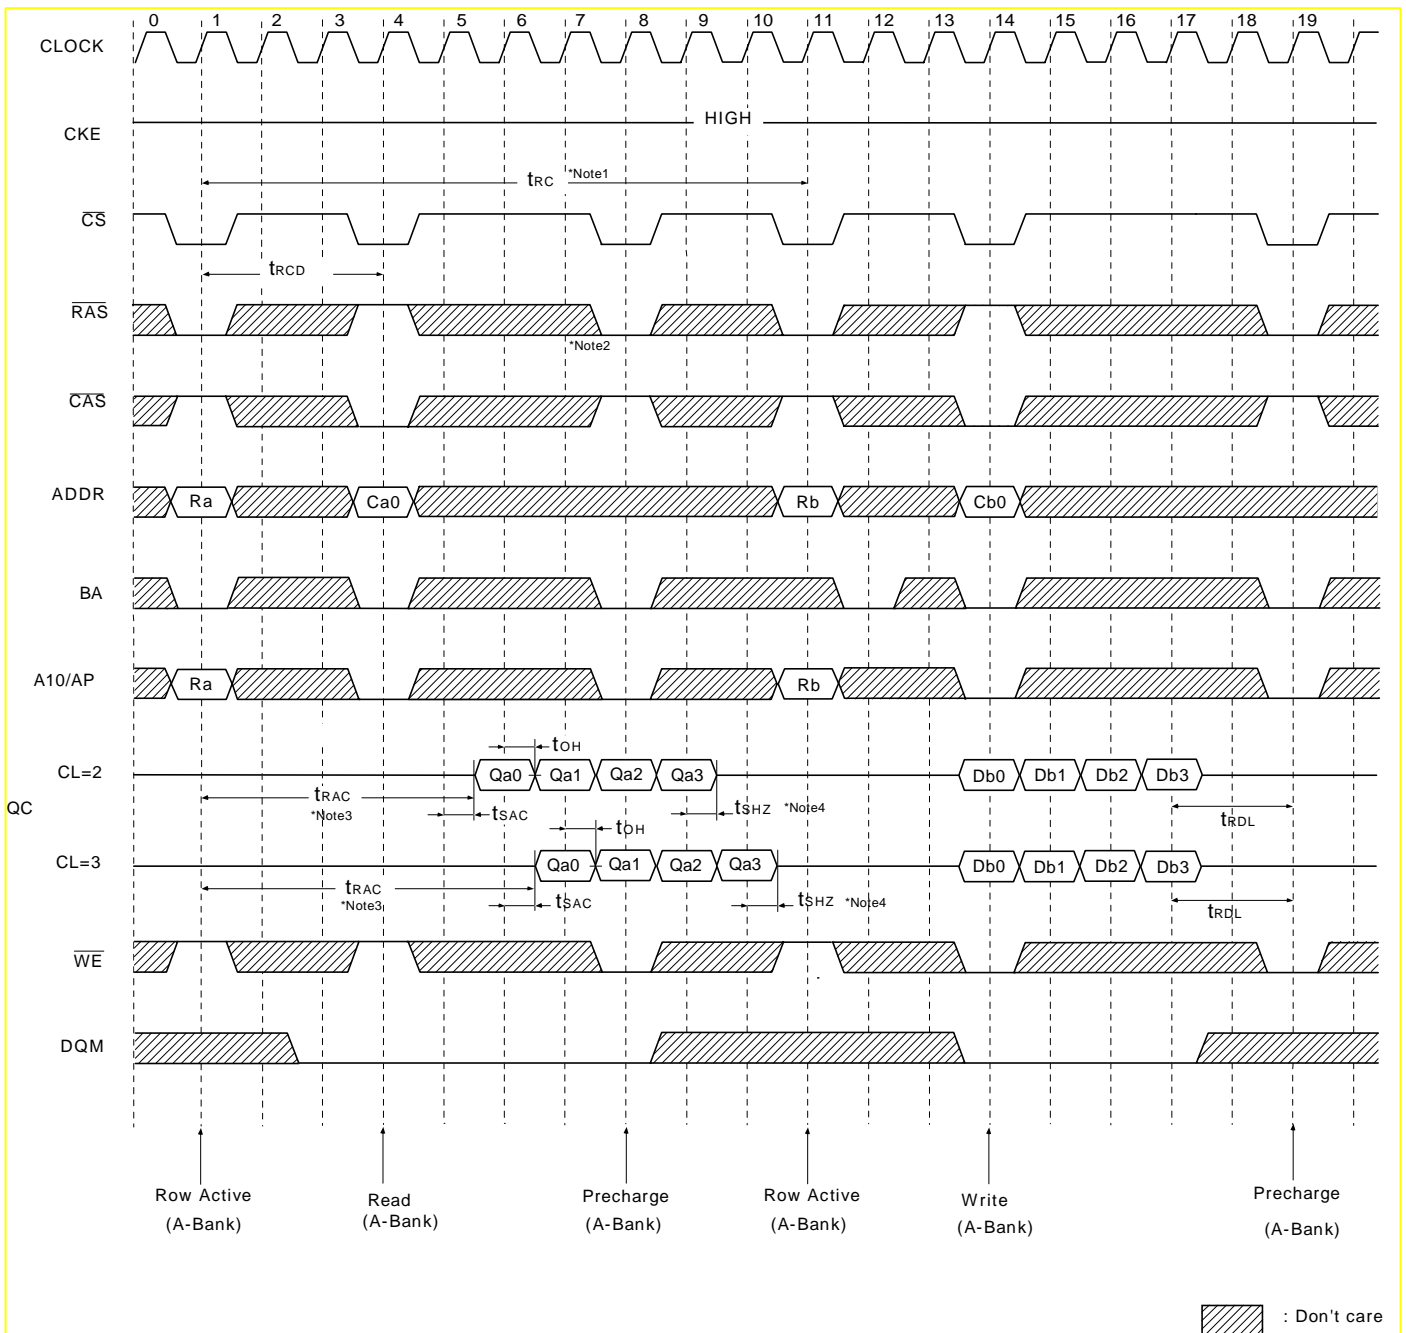 0 1 2 3 4 5 6 7 8 9 10 11 12 13 14 15 16 17 18 19
CLOCK
HIGH
CKE
tRC *Note1
CS
tRCD
RAS
*Note2
CAS
ADDR Ra Ca0 Rb Cb0
BA
A10/AP Ra Rb
tOH
CL=2 Qa0 Qa1 Qa2 Qa3 Db0 Db1 Db2 Db3
QC
tRAC
*Note3 tSAC tSHZ *Note4 tRDL
tOH
CL=3 Qa0 Qa1 Qa2 Qa3 Db0 Db1 Db2 Db3
tRAC
*Note3 tSAC tSHZ *Note4 tRDL
WE
DQM
Row Active Read Precharge Row Active Write Precharge
(A-Bank) (A-Bank) (A-Bank) (A-Bank) (A-Bank) (A-Bank)
: Don't care